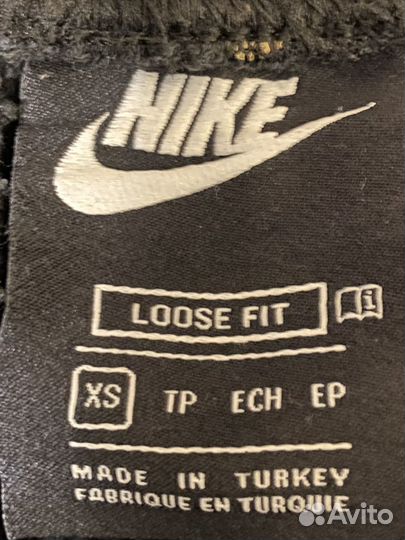 NIKE
LOOSE FIT i
XS TP ECH EP
MADE IN TURKEY
FABRIQUE EN TURQUIE
Avito